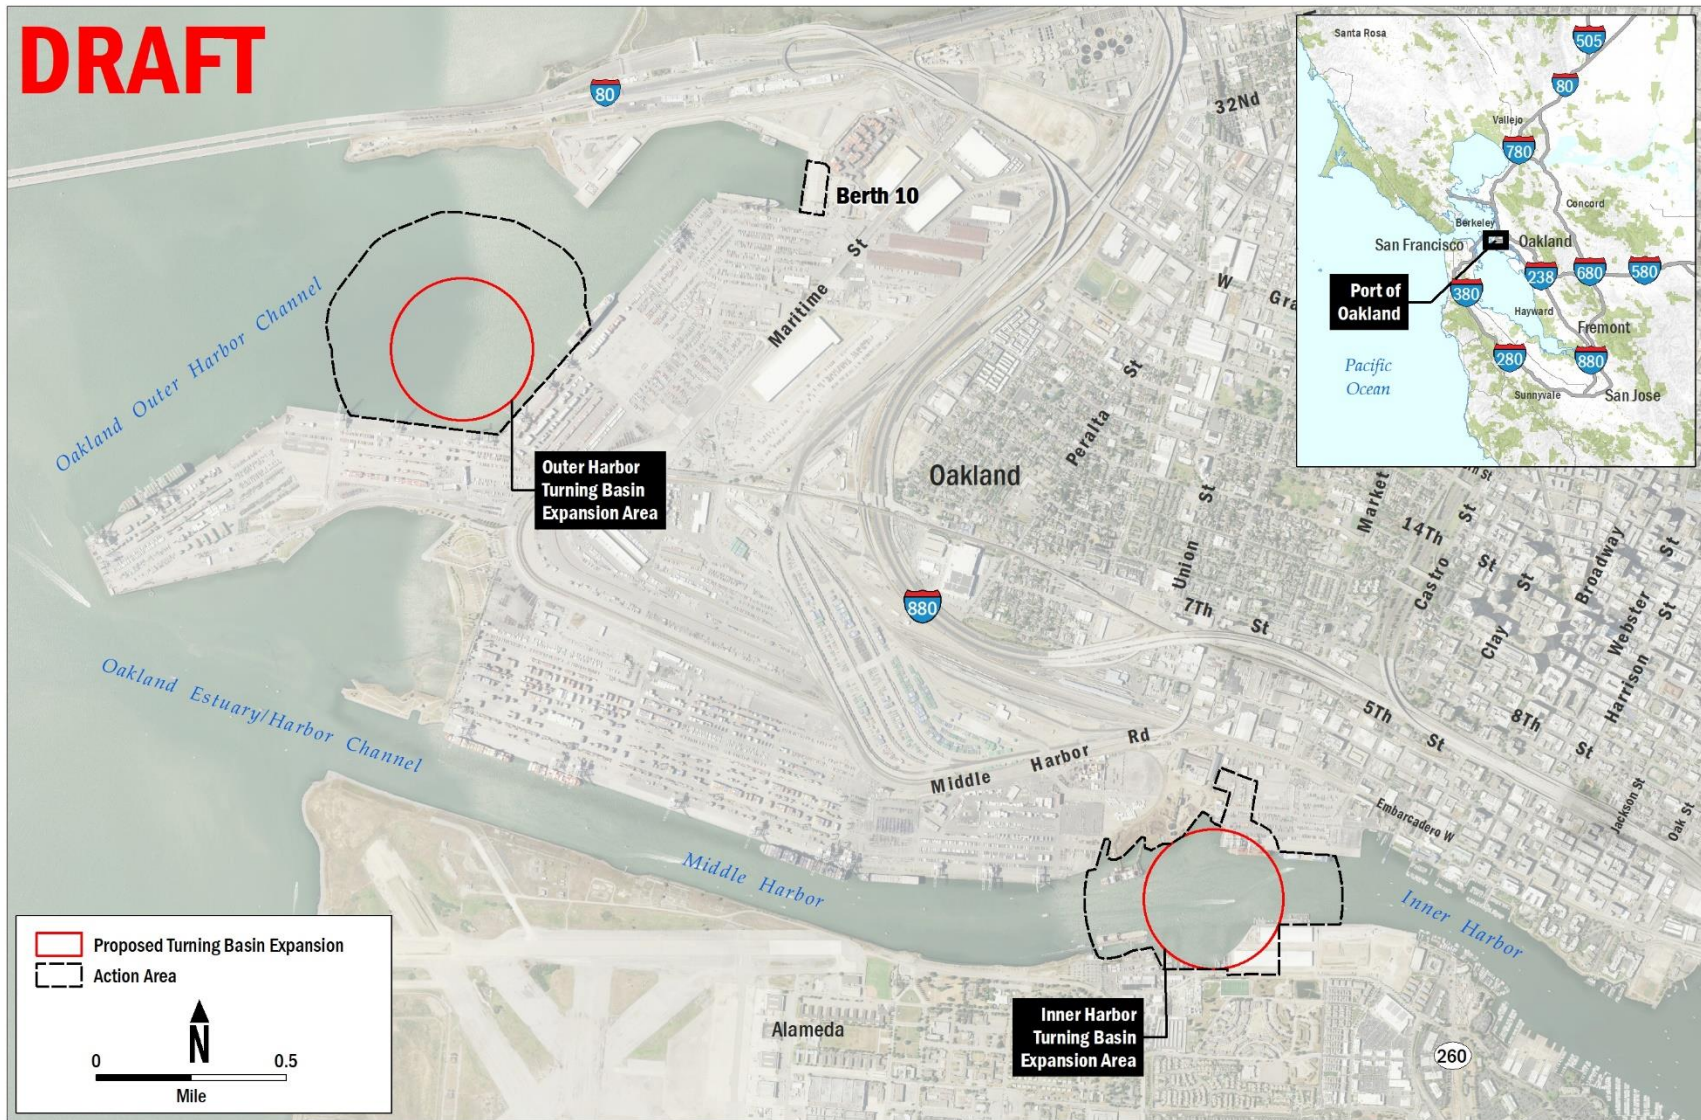 DRAFT
80
32Nd
Berth 10
Maritime St
W Gra
Peralta St
Oakland Outer Harbor Channel
Outer Harbor
Turning Basin
Expansion Area
Oakland
Union St
Market
14Th St
Castro St
Clay St
Broadway
Webster St
Harrison St
7Th St
880
5Th St
8Th St
Oakland Estuary/Harbor Channel
Middle Harbor Rd
Embarcadero W
Jackson St
Oak St
Middle Harbor
Inner Harbor
Inner Harbor
Turning Basin
Expansion Area
Alameda
260
Proposed Turning Basin Expansion
Action Area
N
0 0.5
Mile
Santa Rosa
505
80
Vallejo
780
Concord
Berkeley
San Francisco
Oakland
Port of
Oakland
380
238
680
580
Hayward
Fremont
Pacific
Ocean
280
880
Sunnyvale
San Jose